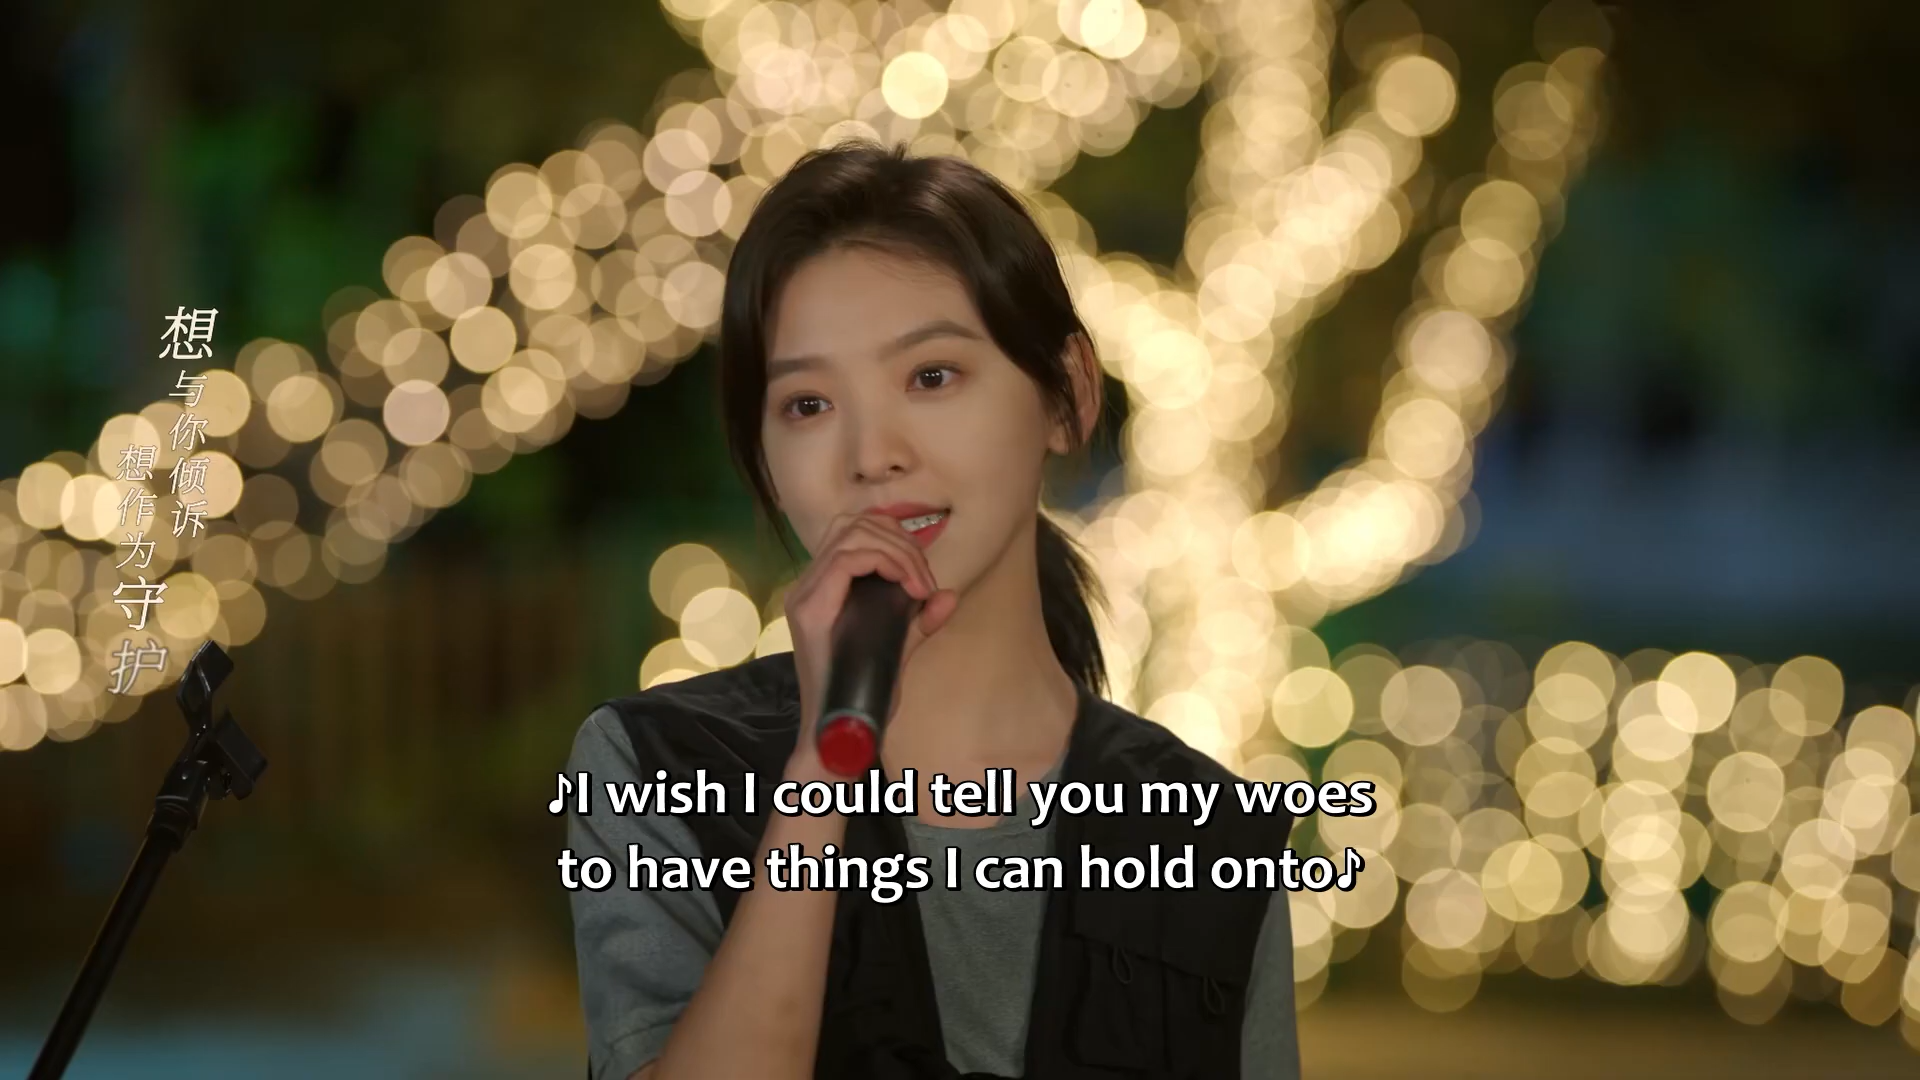 想与你倾诉
想作为守护
♪I wish I could tell you my woes
to have things I can hold onto♪